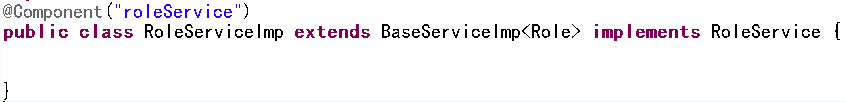 @Component("roleService")
public class RoleServiceImp extends BaseServiceImp<Role> implements RoleService {
}